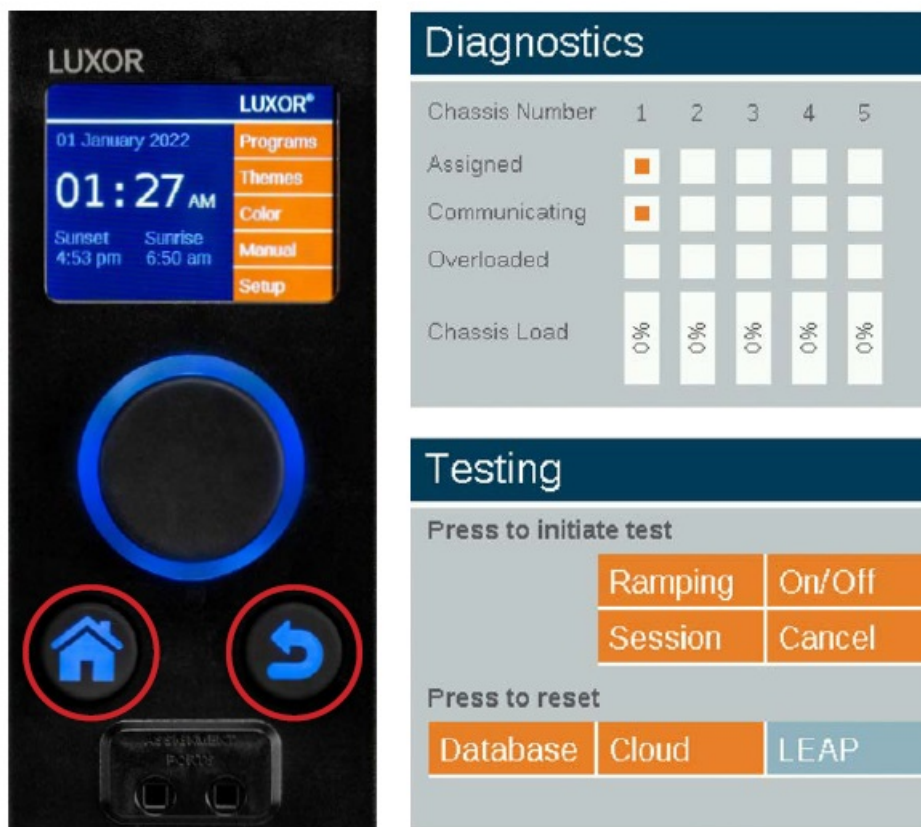 LUXOR
LUXOR®
01 January 2022
Programs
Themes
01:27 AM
Color
Sunset Sunrise
Manual
4:53 pm 6:50 am
Setup
ASSIGNMENT
PORTS
Diagnostics
Chassis Number 1 2 3 4 5
Assigned
Communicating
Overloaded
Chassis Load 0% 0% 0% 0% 0%
Testing
Press to initiate test
Ramping On/Off
Session Cancel
Press to reset
Database Cloud LEAP